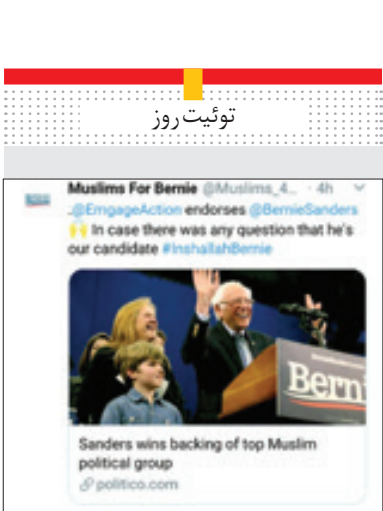 توئیت روز
Muslims For Bernie @Muslims_4... · 4h
.@EmgageAction endorses @BernieSanders
🙌 In case there was any question that he's
our candidate #InshallahBernie
Bern
Sanders wins backing of top Muslim
political group
politico.com